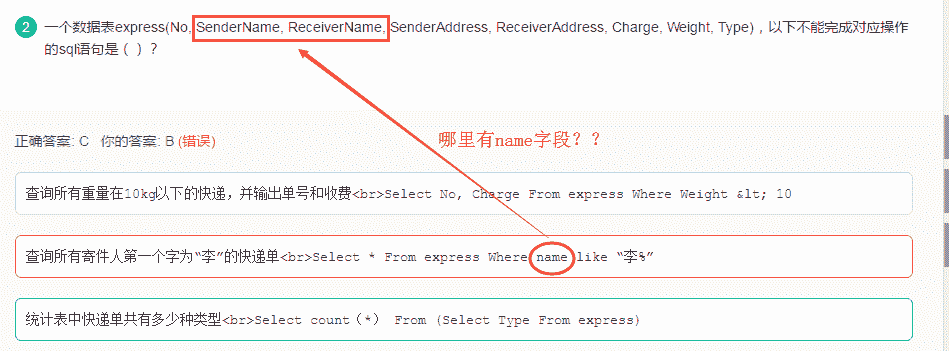 2 一个数据表express(No, SenderName, ReceiverName, SenderAddress, ReceiverAddress, Charge, Weight, Type)，以下不能完成对应操作
的sql语句是（ ）？
正确答案: C 你的答案: B (错误)
哪里有name字段？？
查询所有重量在10kg以下的快递，并输出单号和收费<br>Select No, Charge From express Where Weight &lt; 10
查询所有寄件人第一个字为“李”的快递单<br>Select * From express Where name like “李%”
统计表中快递单共有多少种类型<br>Select count（*） From (Select Type From express)